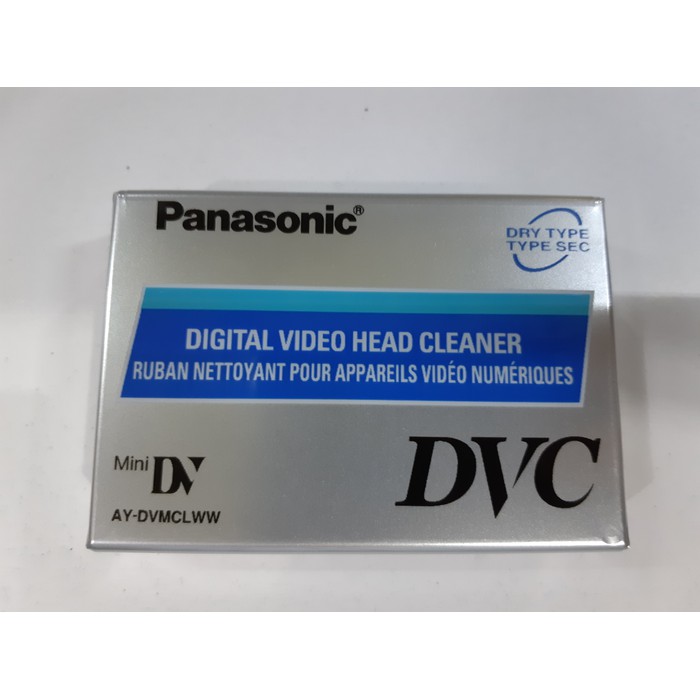 Panasonic®
DRY TYPE
TYPE SEC
DIGITAL VIDEO HEAD CLEANER
RUBAN NETTOYANT POUR APPAREILS VIDÉO NUMÉRIQUES
Mini DV
DVC
AY-DVMCLWW